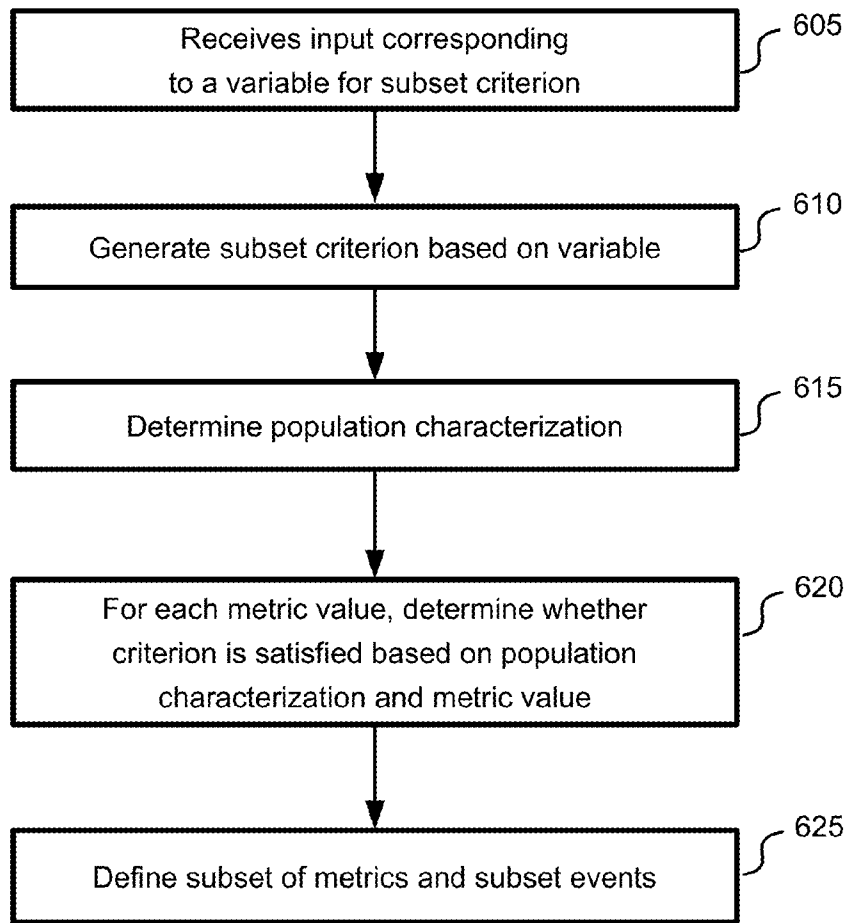 Receives input corresponding
to a variable for subset criterion
605
Generate subset criterion based on variable
610
Determine population characterization
615
For each metric value, determine whether
criterion is satisfied based on population
characterization and metric value
620
Define subset of metrics and subset events
625